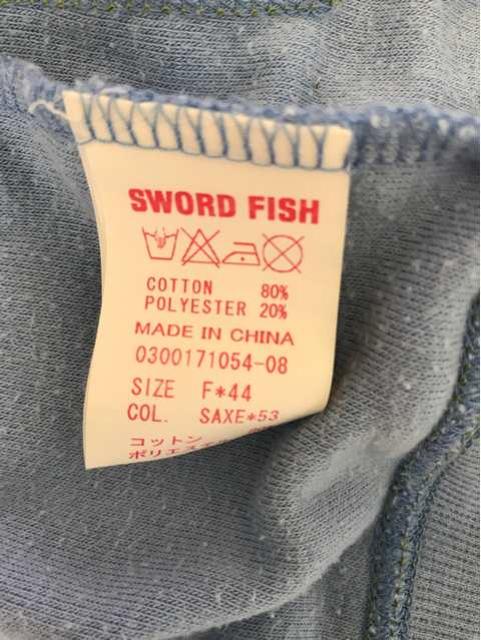 SWORD FISH
COTTON 80%
POLYESTER 20%
MADE IN CHINA
0300171054-08
SIZE F*44
COL. SAXE*53
コットン